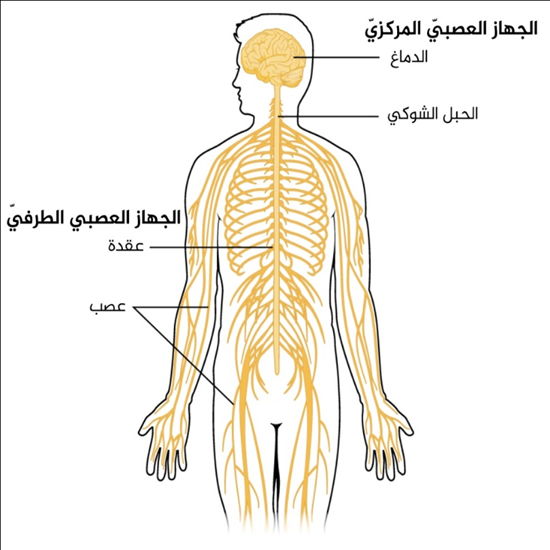 الجهاز العصبيّ المركزيّ
الدماغ
الحبل الشوكي
الجهاز العصبي الطرفيّ
عقدة
عصب